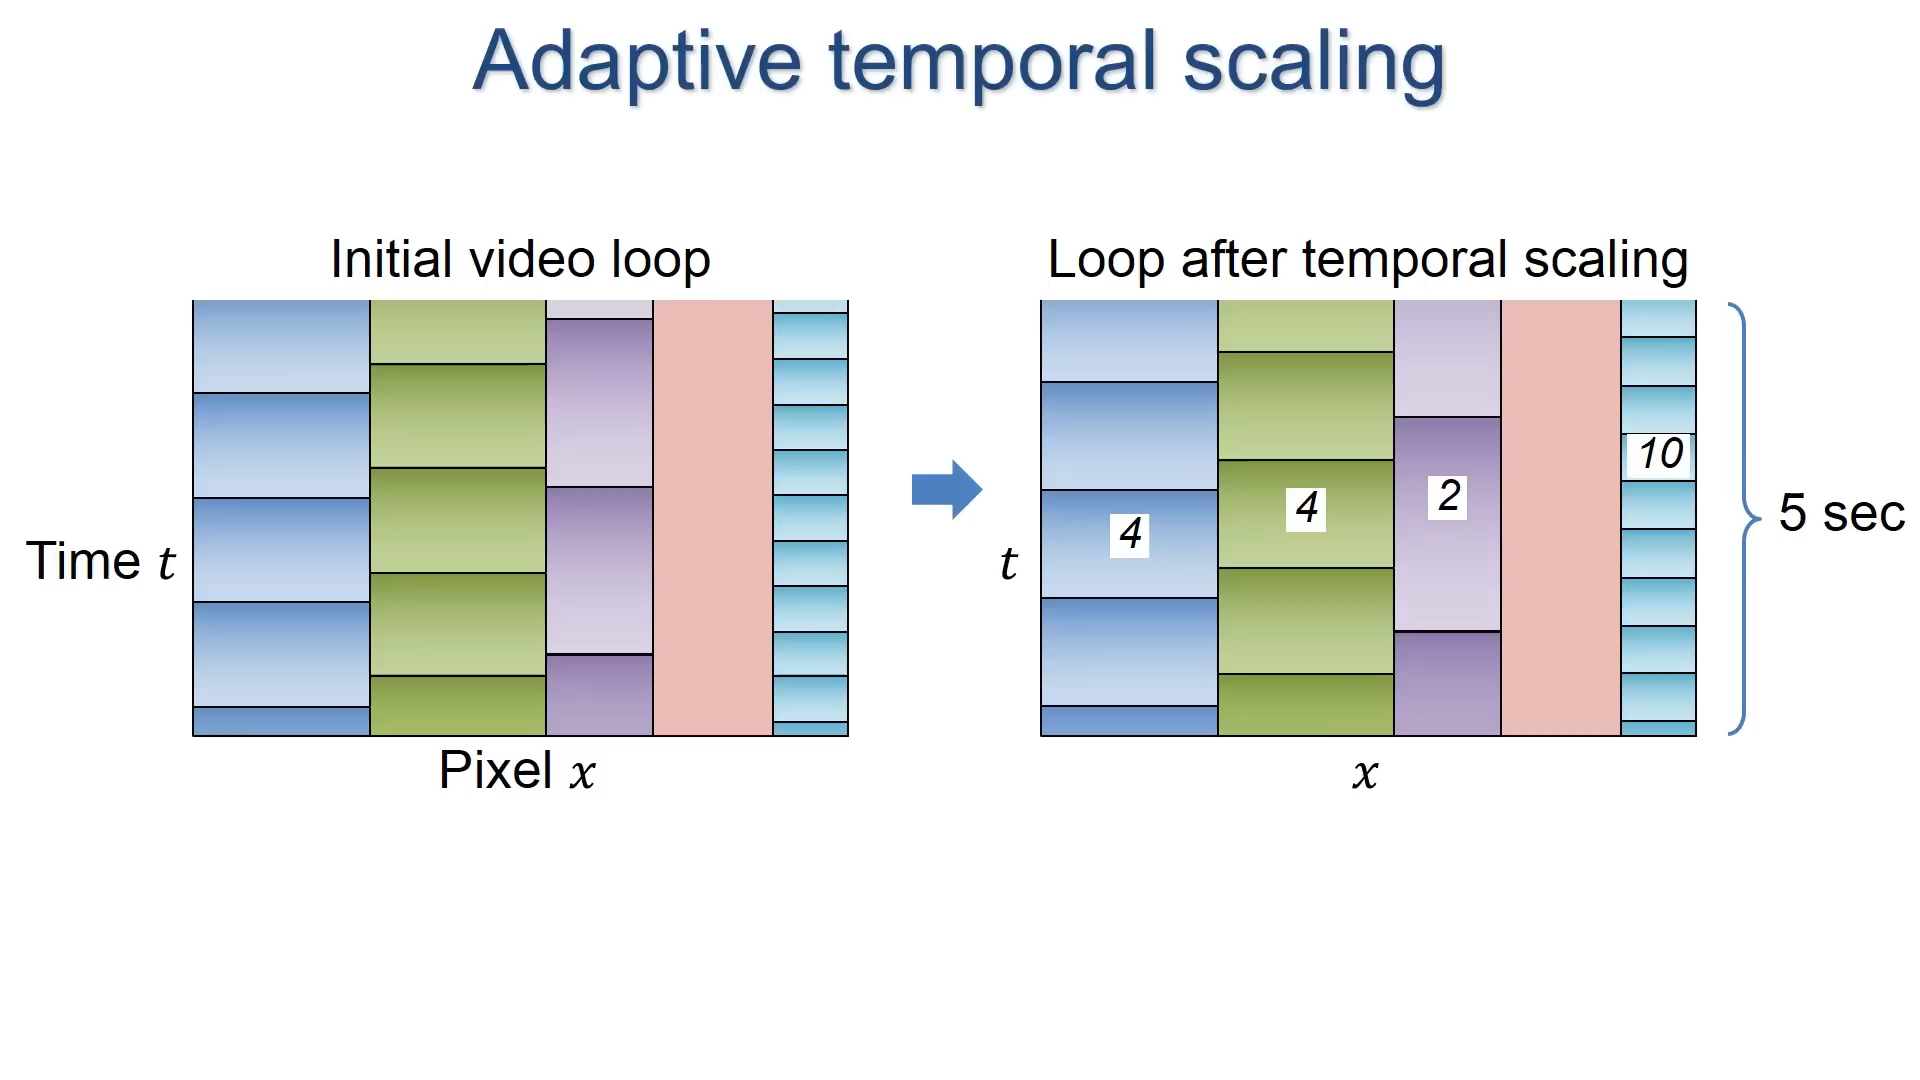 Adaptive temporal scaling
Initial video loop
Loop after temporal scaling
Time t
Pixel x
t
4
4
2
10
5 sec
x